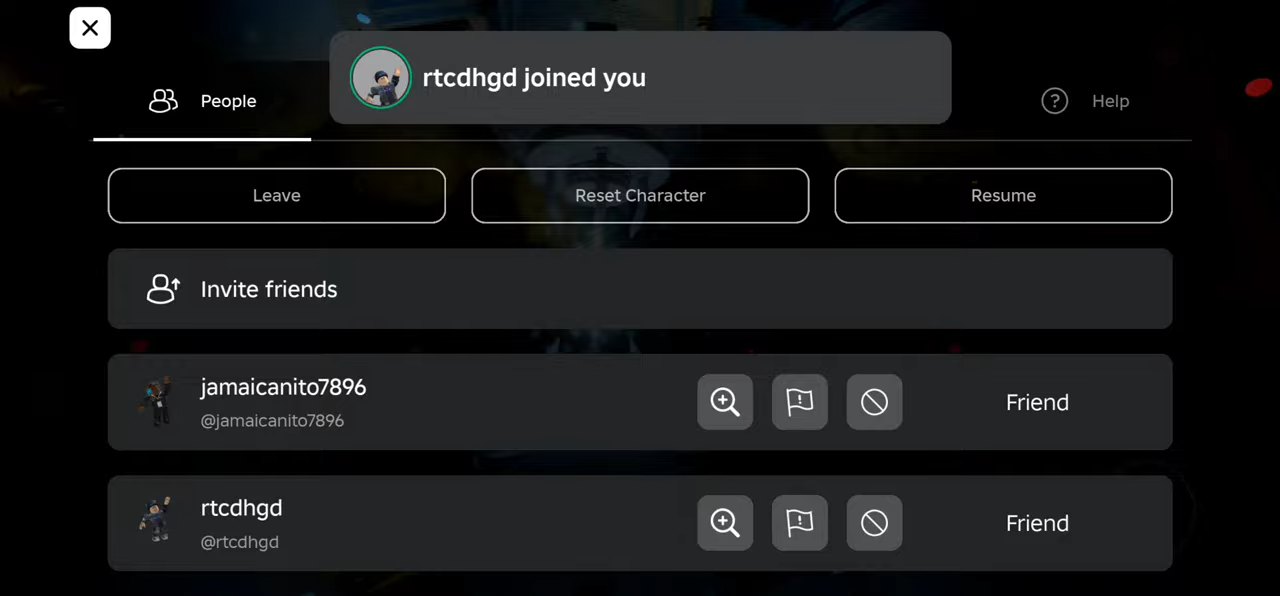 rtcdhgd joined you
People
Help
Leave
Reset Character
Resume
Invite friends
jamaicanito7896
@jamaicanito7896
Friend
rtcdhgd
@rtcdhgd
Friend